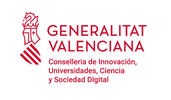 GENERALITAT
VALENCIANA
Conselleria de Innovación,
Universidades, Ciencia
y Sociedad Digital